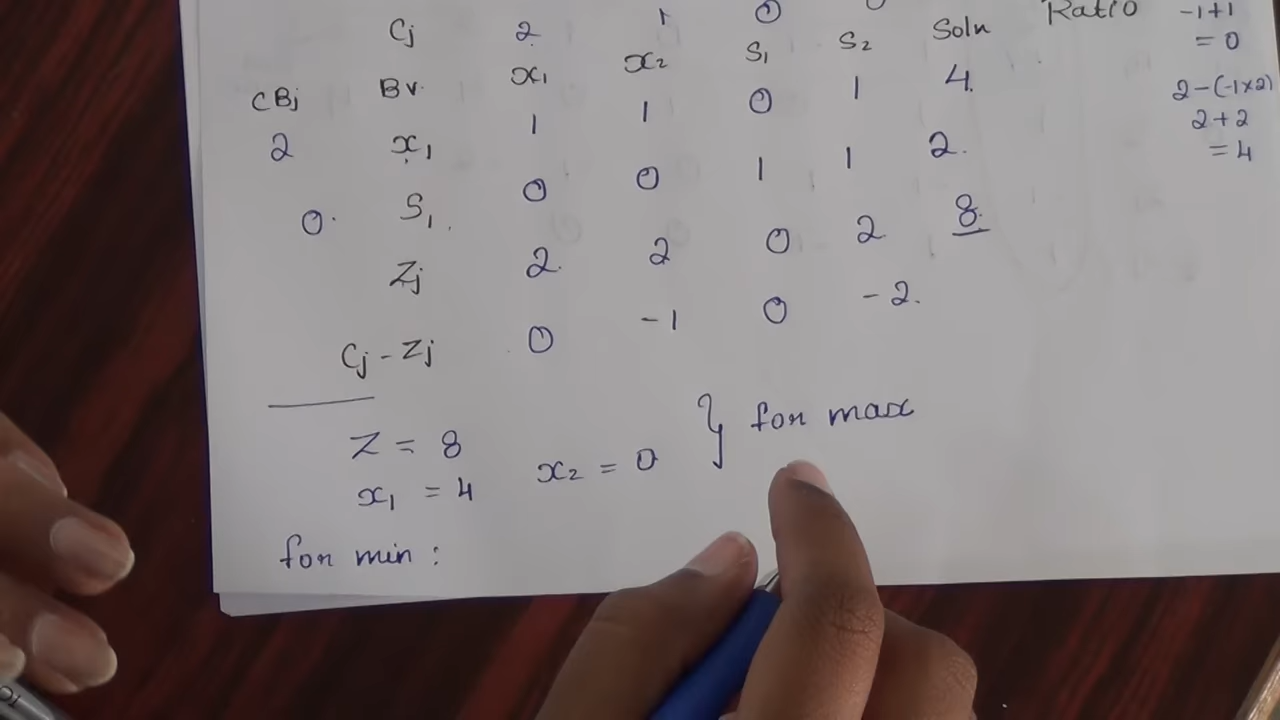 Cj 2 1 0 0
CBj Bv. x₁ x₂ S₁ S₂ Soln Ratio
2 x₁ 1 1 0 1 4.
0. S₁. 0 0 1 1 2.
Zj 2. 2 0 2 8.
Cj - Zj 0 -1 0 -2.
Z = 8
x₁ = 4 x₂ = 0 } for max
for min :
-1+1
= 0
2-(-1x2)
2+2
= 4